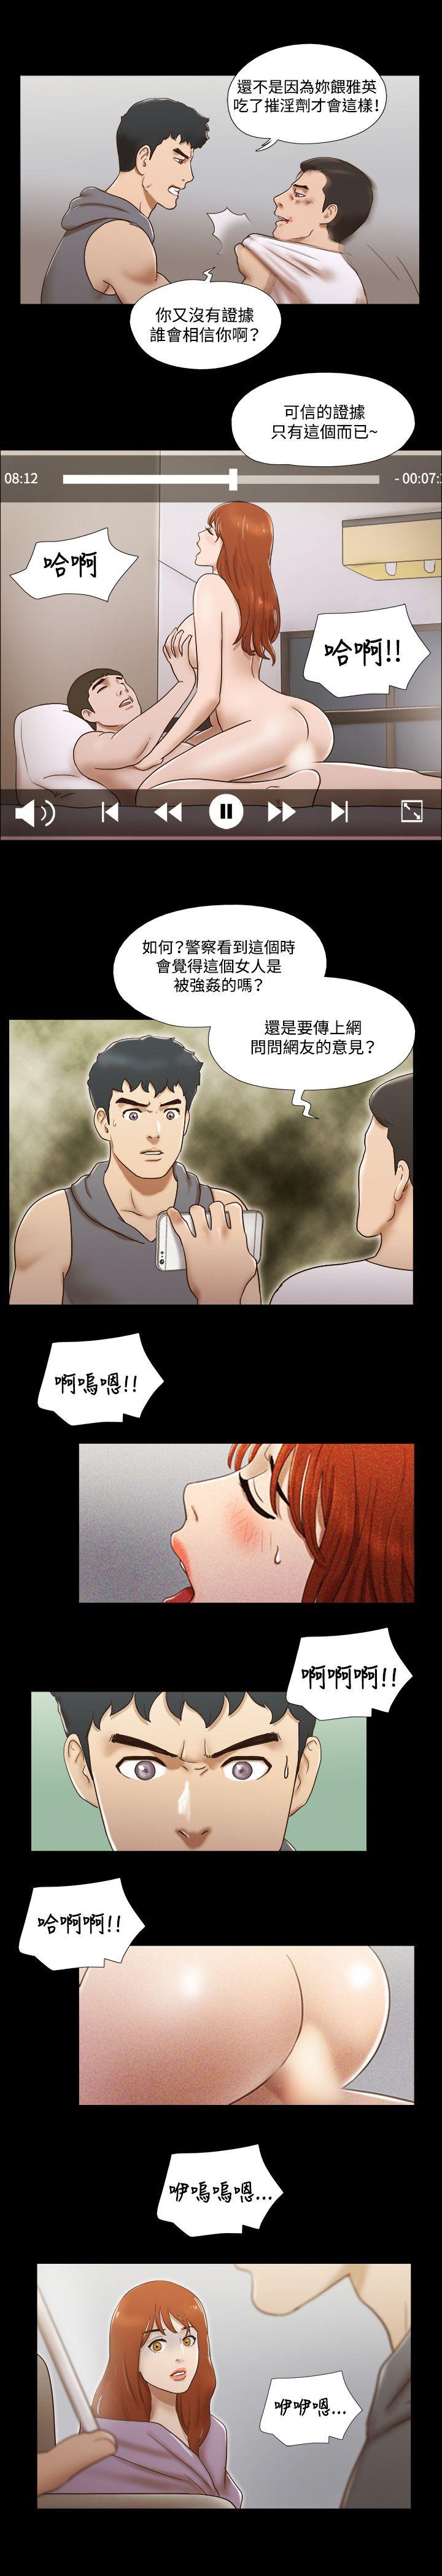 還不是因為妳餵雅英
吃了摧淫劑才會這樣!
你又沒有證據
誰會相信你啊?
可信的證據
只有這個而已~
08:12
- 00:07:
哈啊
哈啊!!
如何?警察看到這個時
會覺得這個女人是
被強姦的嗎?
還是要傳上網
問問網友的意見?
啊嗚嗯!!
啊啊啊!!
哈啊啊!!
咿嗚嗚嗯...
咿咿嗯...